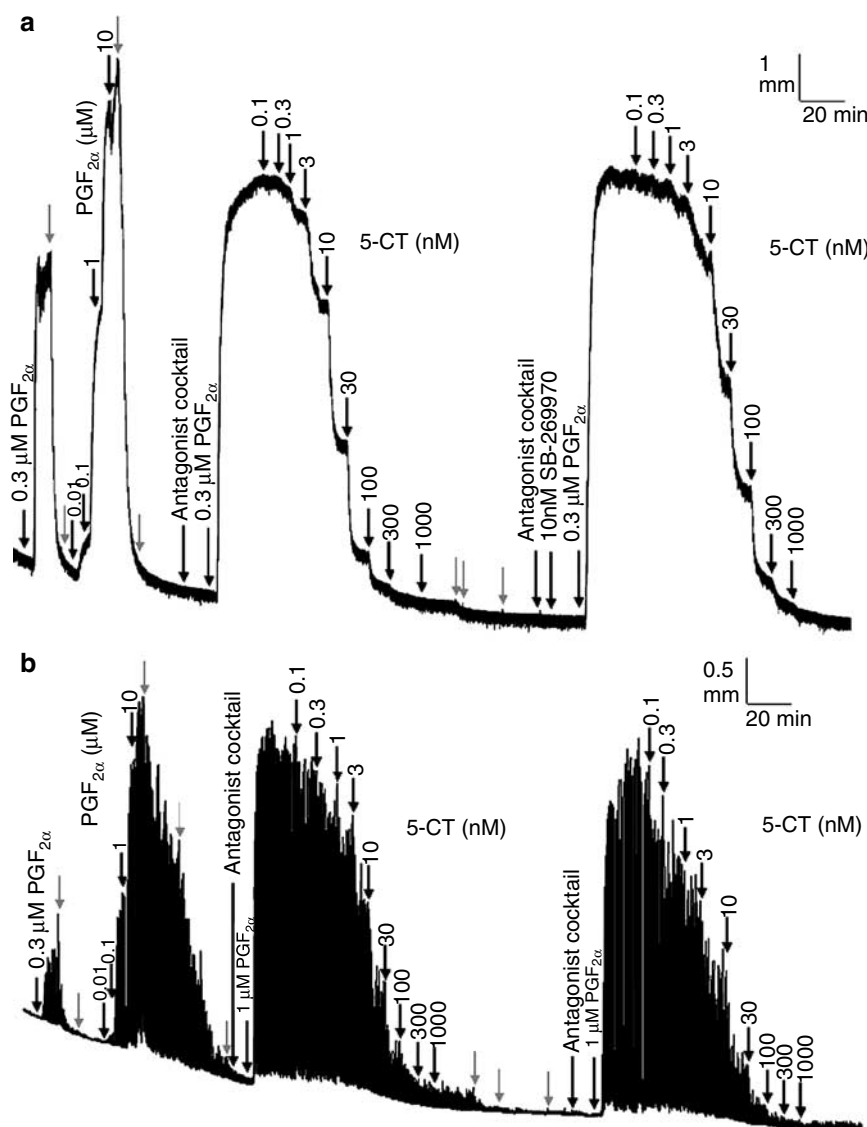 a
1
mm
20 min
0.3 µM PGF2α
0.01
0.1
1
10
PGF2α (µM)
Antagonist cocktail
0.3 µM PGF2α
0.1
0.3
1
3
10
30
100
300
1000
5-CT (nM)
Antagonist cocktail
10nM SB-269970
0.3 µM PGF2α
0.1
0.3
1
3
10
30
100
300
1000
5-CT (nM)
b
0.5
mm
20 min
0.3 µM PGF2α
0.01
0.1
1
10
PGF2α (µM)
Antagonist cocktail
1 µM PGF2α
0.1
0.3
1
3
10
30
100
300
1000
5-CT (nM)
Antagonist cocktail
1 µM PGF2α
0.1
0.3
1
3
10
30
100
300
1000
5-CT (nM)